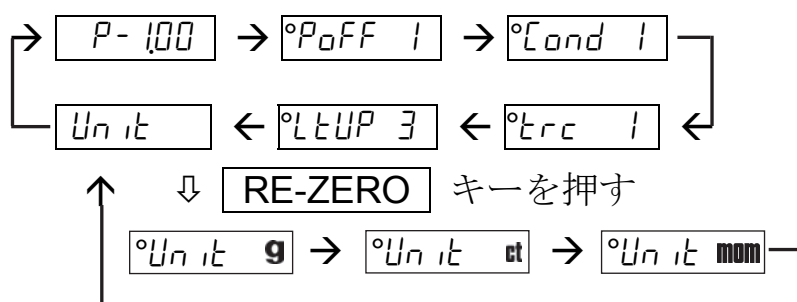 → P-1.00 → °PoFF 1 → °Cond 1
Unit ← °LtUP 3 ← °trc 1 ←
⇩ RE-ZERO キーを押す
°Unit g → °Unit ct → °Unit mom